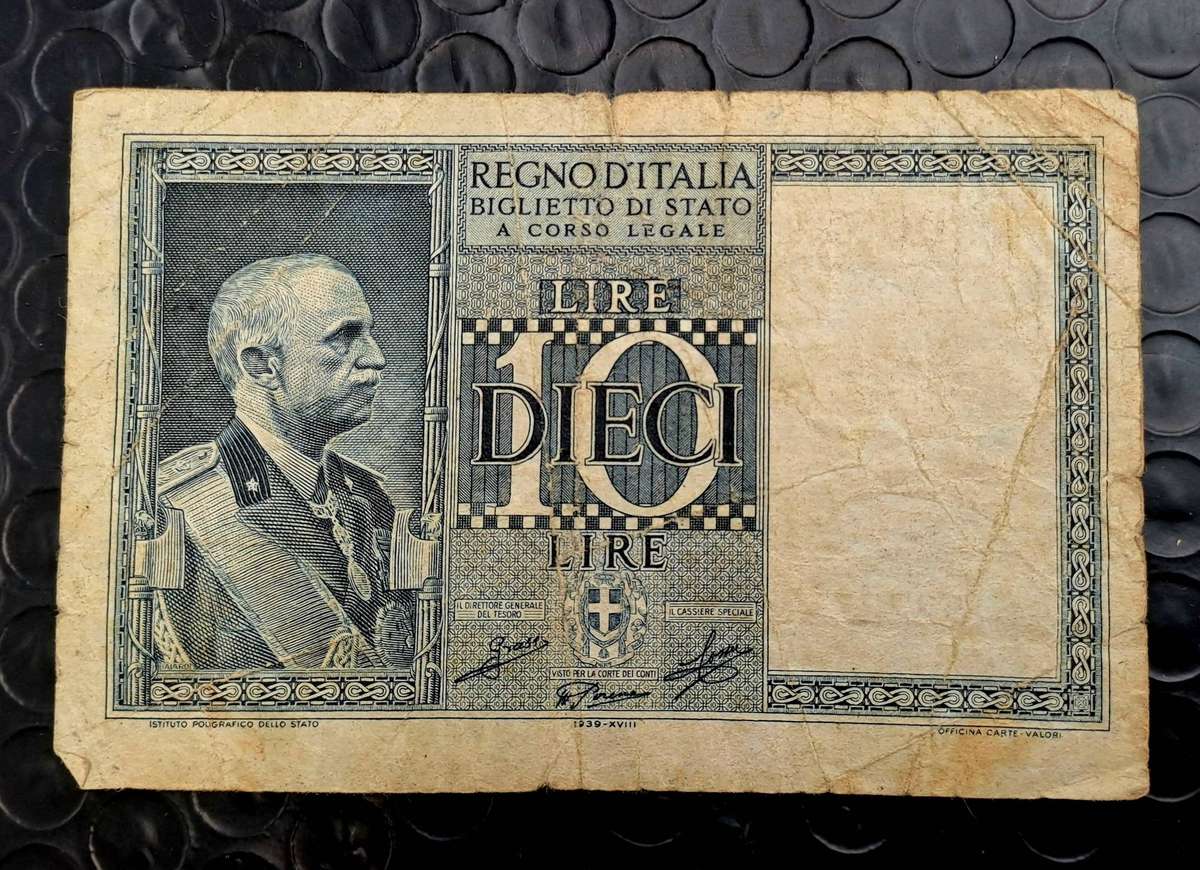 REGNO D'ITALIA
BIGLIETTO DI STATO
A CORSO LEGALE
LIRE
10
DIECI
LIRE
IL DIRETTORE GENERALE
DEL TESORO
IL CASSIERE SPECIALE
VISTO PER LA CORTE DEI CONTI
ISTITUTO POLIGRAFICO DELLO STATO
1939-XVIII
OFFICINA CARTE-VALORI